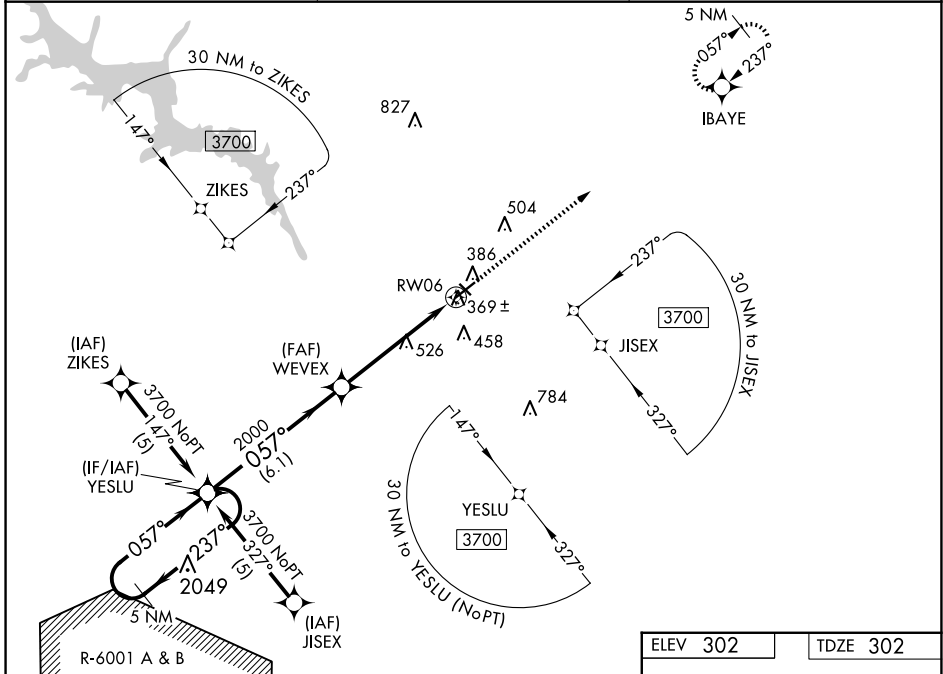 5 NM
057°
237°
IBAYE
30 NM to ZIKES
147°
3700
237°
ZIKES
827
504
386
RW06
369 ±
458
526
237°
30 NM to JISEX
3700
JISEX
327°
784
(IAF)
ZIKES
3700 NoPT
147°
(5)
(FAF)
WEVEX
2000
057°
(6.1)
(IF/IAF)
YESLU
147°
30 NM to YESLU (NoPT)
YESLU
3700
327°
057°
237°
2049
5 NM
3700 NoPT
327°
(5)
(IAF)
JISEX
R-6001 A & B
ELEV 302
TDZE 302